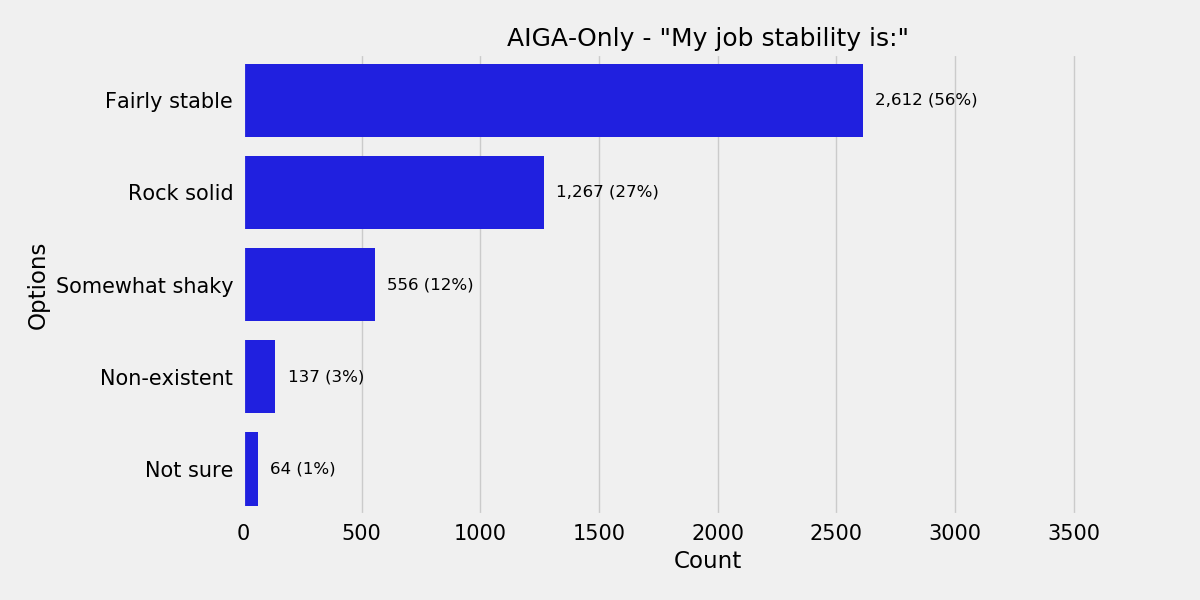 AIGA-Only - "My job stability is:"
Options
Fairly stable 2,612 (56%)
Rock solid 1,267 (27%)
Somewhat shaky 556 (12%)
Non-existent 137 (3%)
Not sure 64 (1%)
0 500 1000 1500 2000 2500 3000 3500
Count